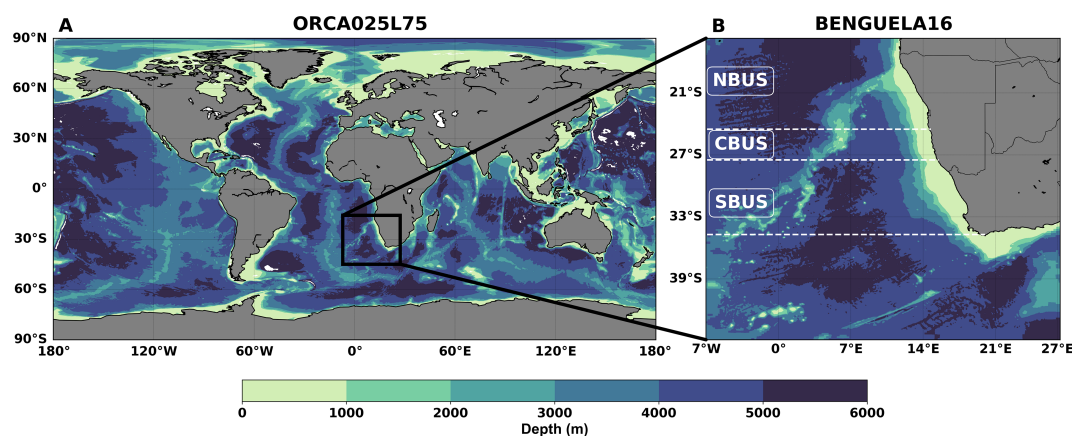 A ORCA025L75
90°N
60°N
30°N
0°
30°S
60°S
90°S
180° 120°W 60°W 0° 60°E 120°E 180°
B BENGUELA16
NBUS
CBUS
SBUS
21°S
27°S
33°S
39°S
7°W 0° 7°E 14°E 21°E 27°E
0 1000 2000 3000 4000 5000 6000
Depth (m)